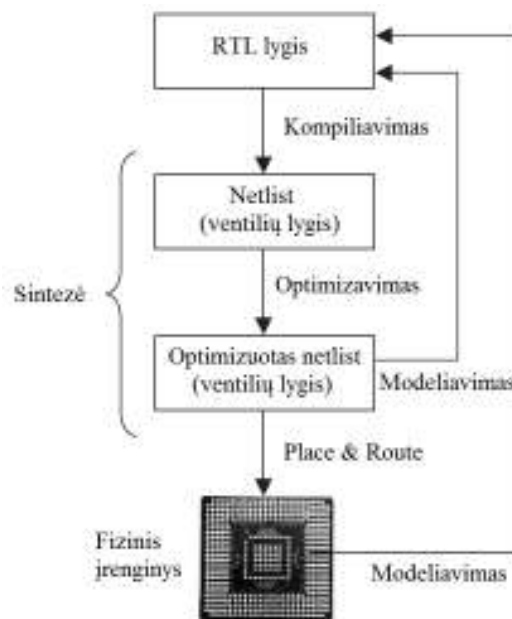 RTL lygis
Kompiliavimas
Netlist
(ventilių lygis)
Sintezė
Optimizavimas
Optimizuotas netlist
(ventilių lygis)
Modeliavimas
Place & Route
Fizinis
įrenginys
Modeliavimas